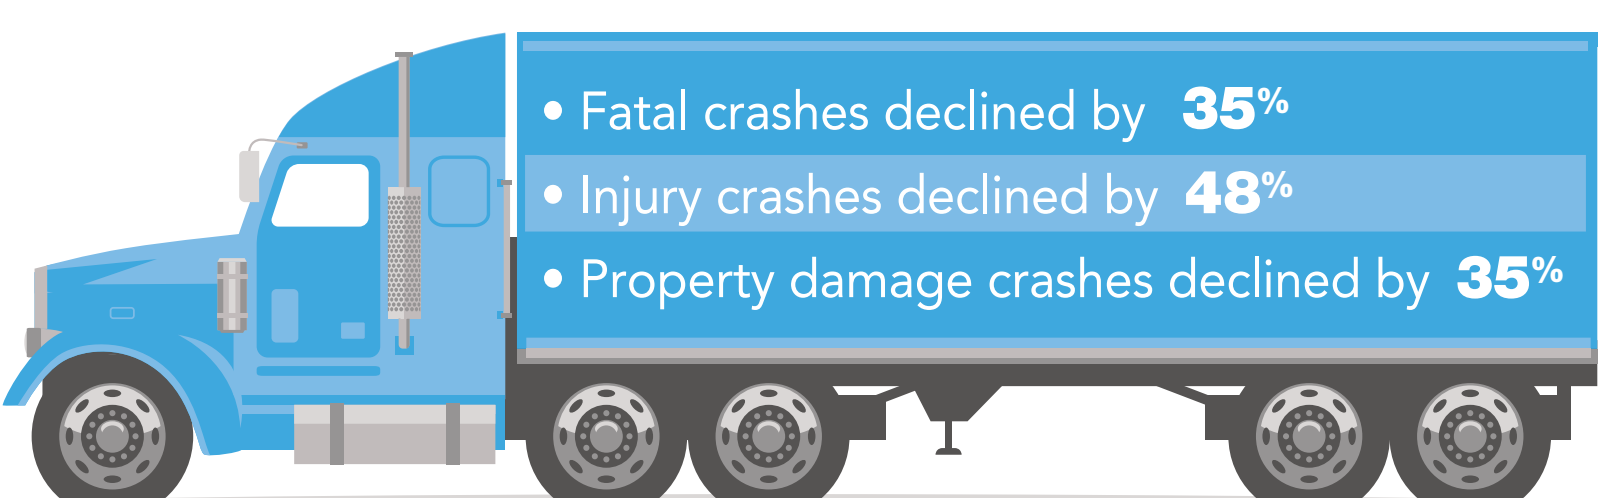 • Fatal crashes declined by 35%
• Injury crashes declined by 48%
• Property damage crashes declined by 35%